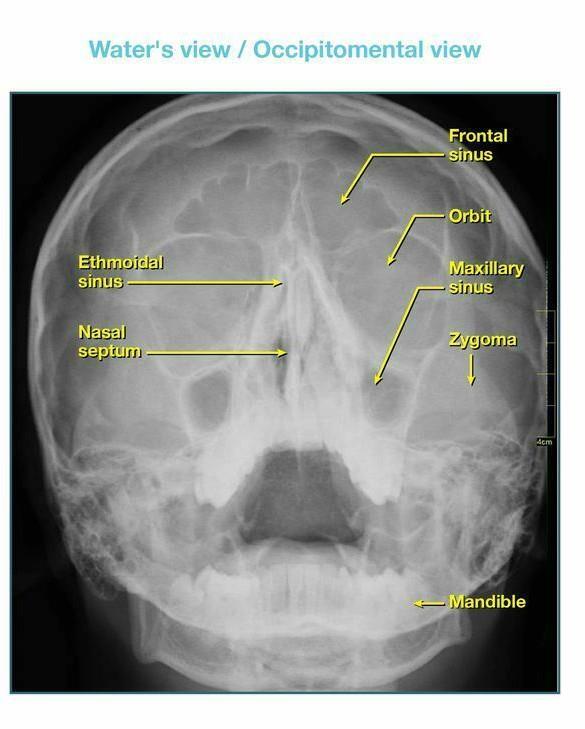 Water's view / Occipitomental view
Frontal
sinus
Orbit
Ethmoidal
sinus
Maxillary
sinus
Nasal
septum
Zygoma
4cm
Mandible